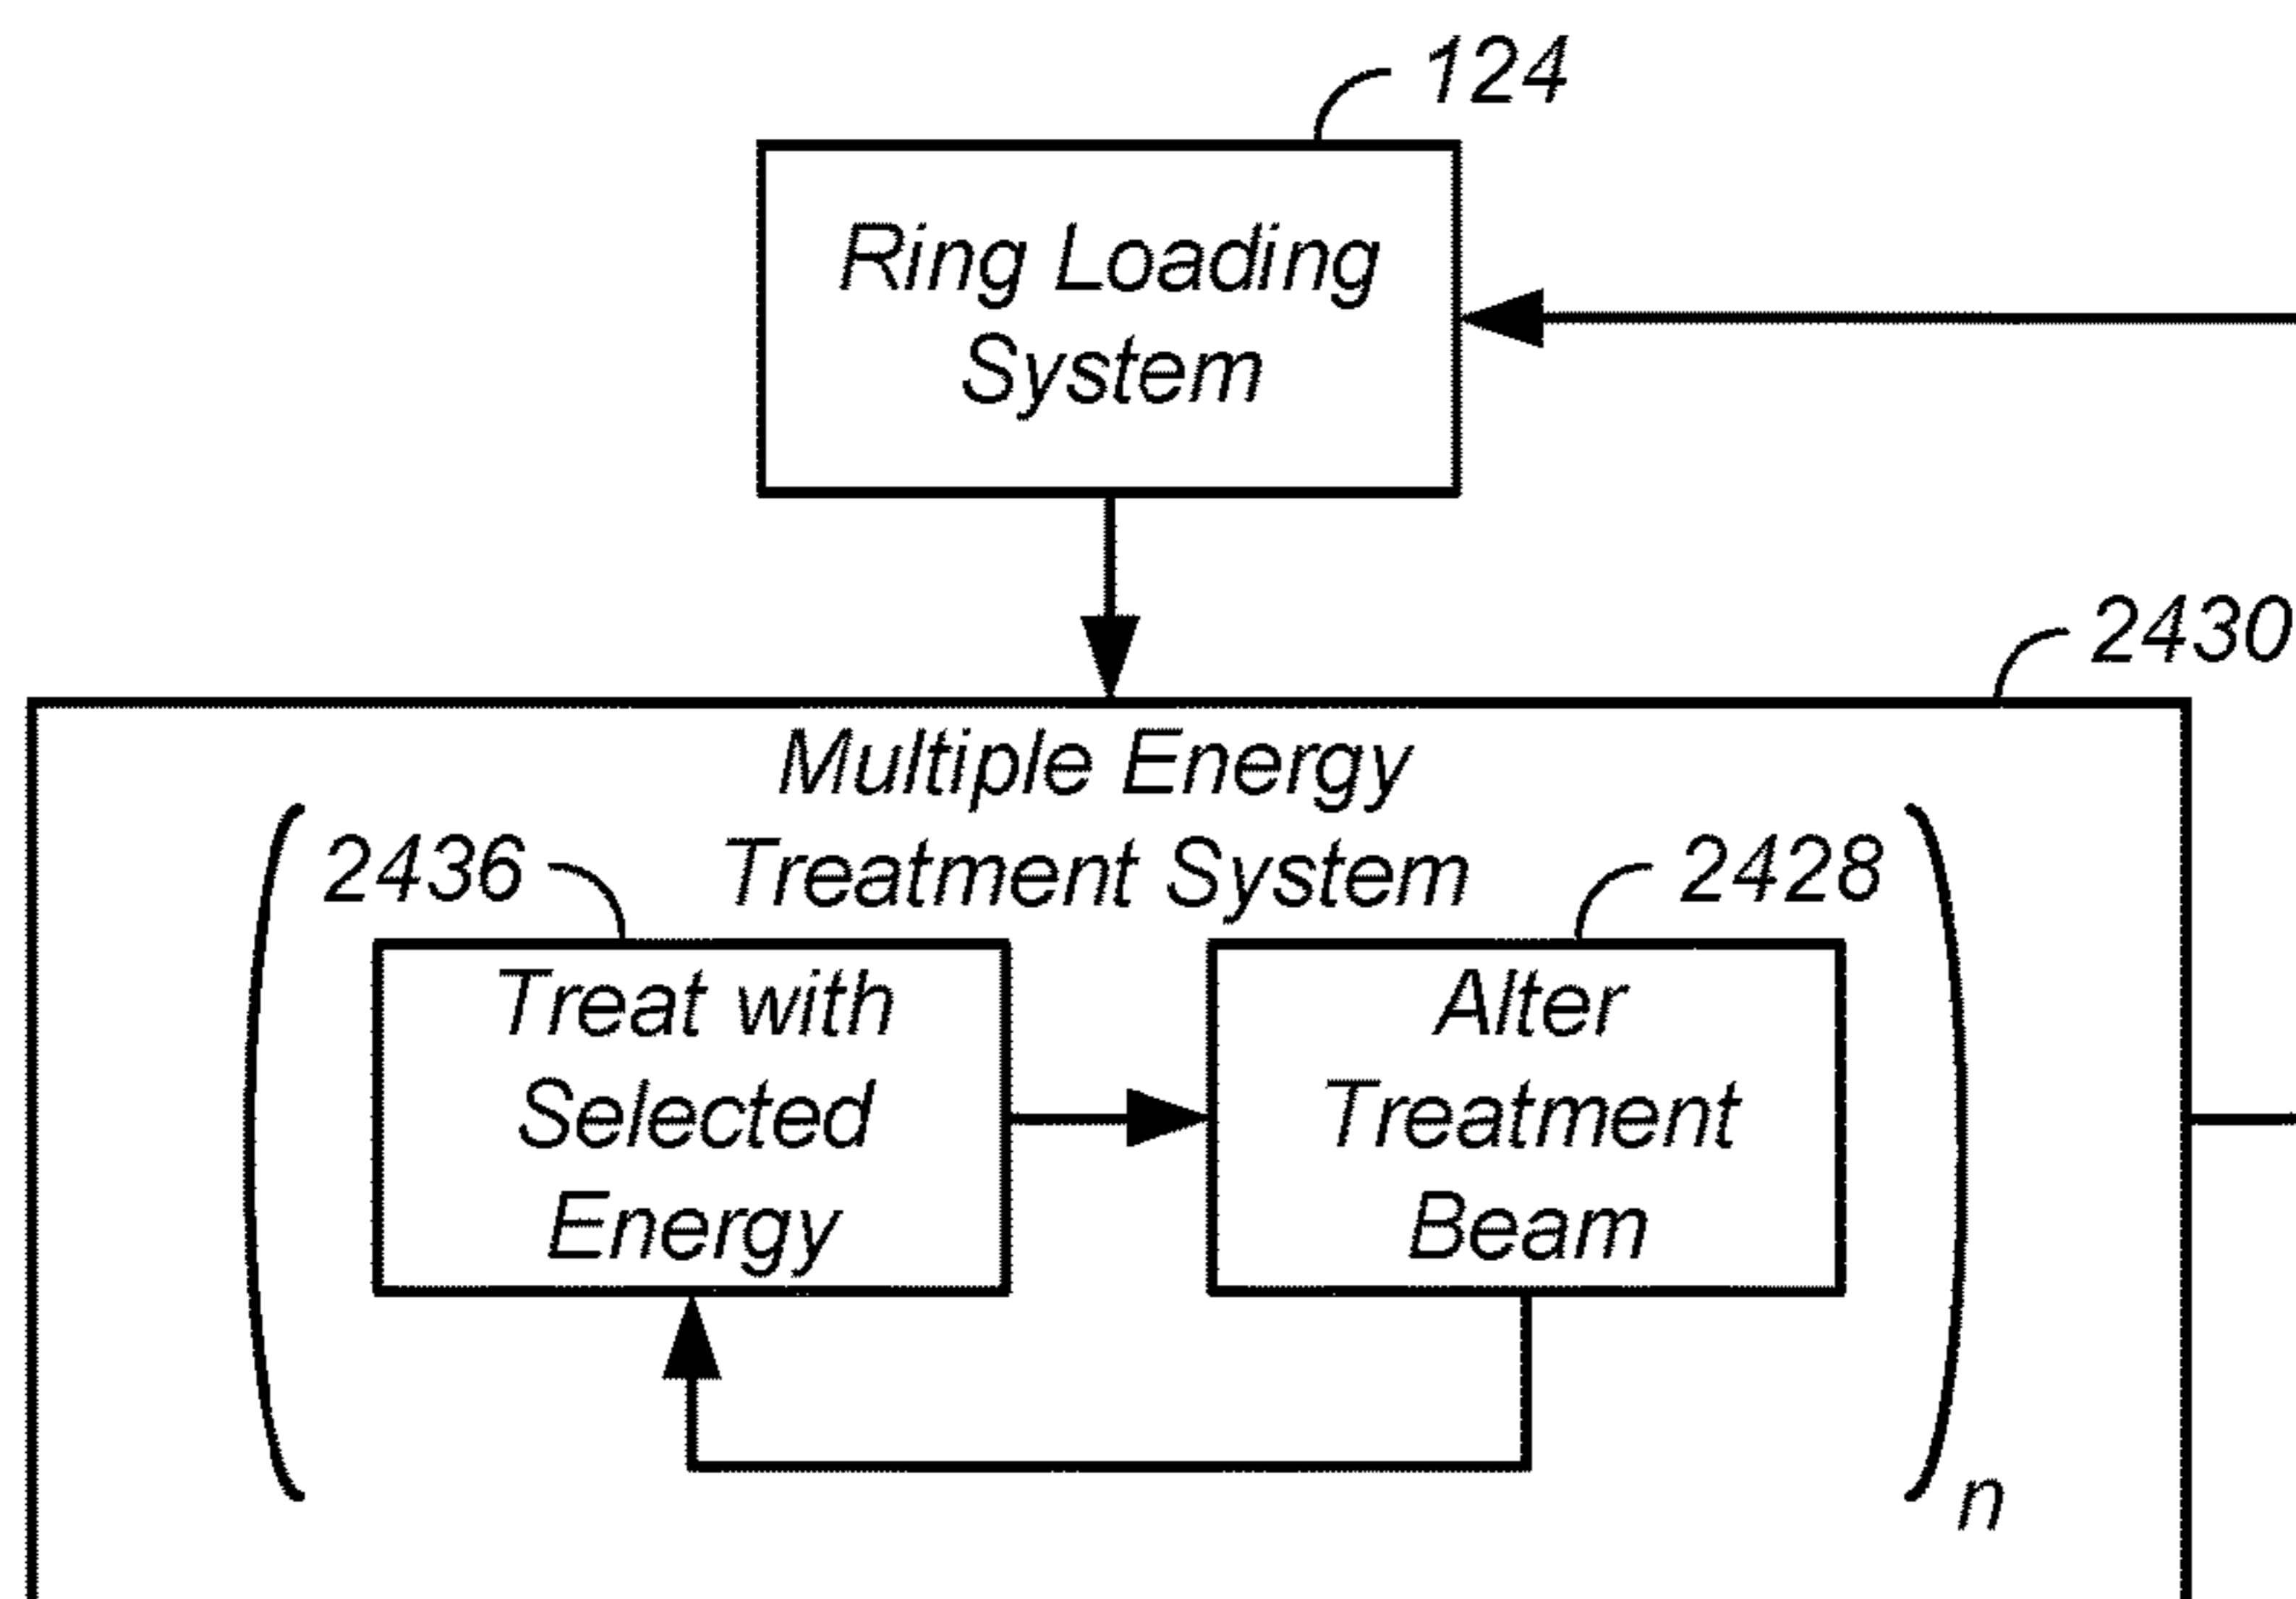 124
Ring Loading
System
2430
Multiple Energy
Treatment System
2436
2428
Treat with
Selected
Energy
Alter
Treatment
Beam
n